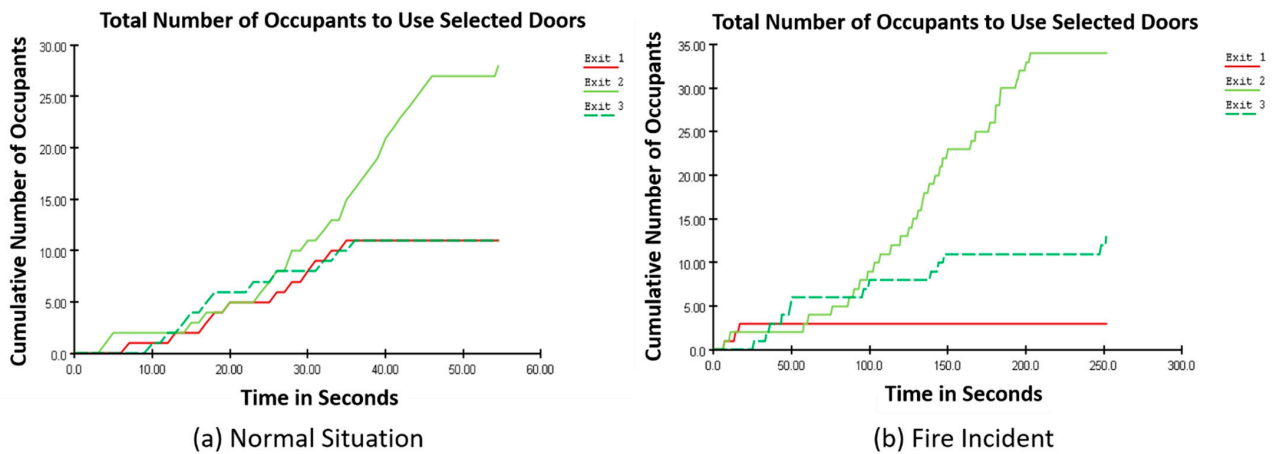 Total Number of Occupants to Use Selected Doors
Cumulative Number of Occupants
30.00
25.00
20.00
15.00
10.00
5.00
0.0
0.0 10.00 20.00 30.00 40.00 50.00 60.00
Time in Seconds
Exit 1
Exit 2
Exit 3
(a) Normal Situation
Total Number of Occupants to Use Selected Doors
Cumulative Number of Occupants
35.00
30.00
25.00
20.00
15.00
10.00
5.00
0.0
0.0 50.00 100.0 150.0 200.0 250.0 300.0
Time in Seconds
Exit 1
Exit 2
Exit 3
(b) Fire Incident